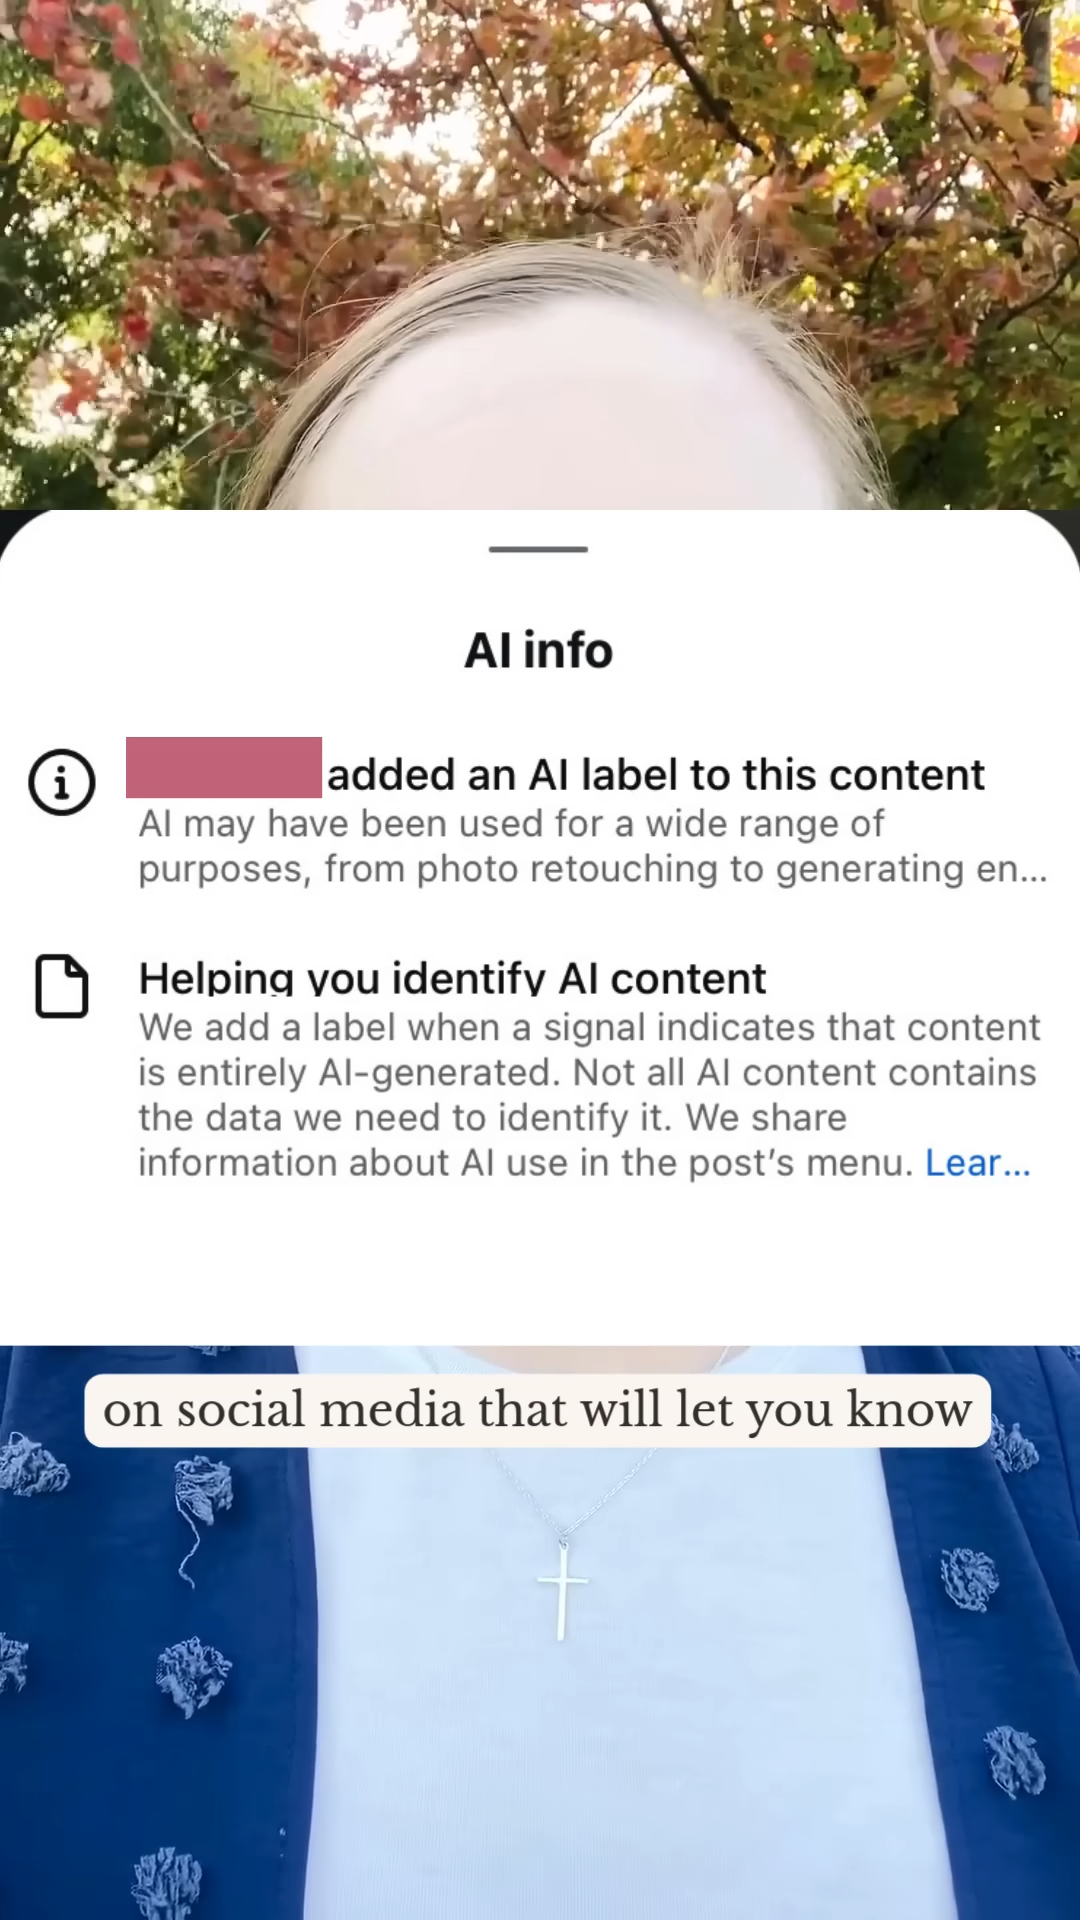 AI info
added an AI label to this content
AI may have been used for a wide range of
purposes, from photo retouching to generating en...
Helping you identify AI content
We add a label when a signal indicates that content
is entirely AI-generated. Not all AI content contains
the data we need to identify it. We share
information about AI use in the post's menu. Lear...
on social media that will let you know